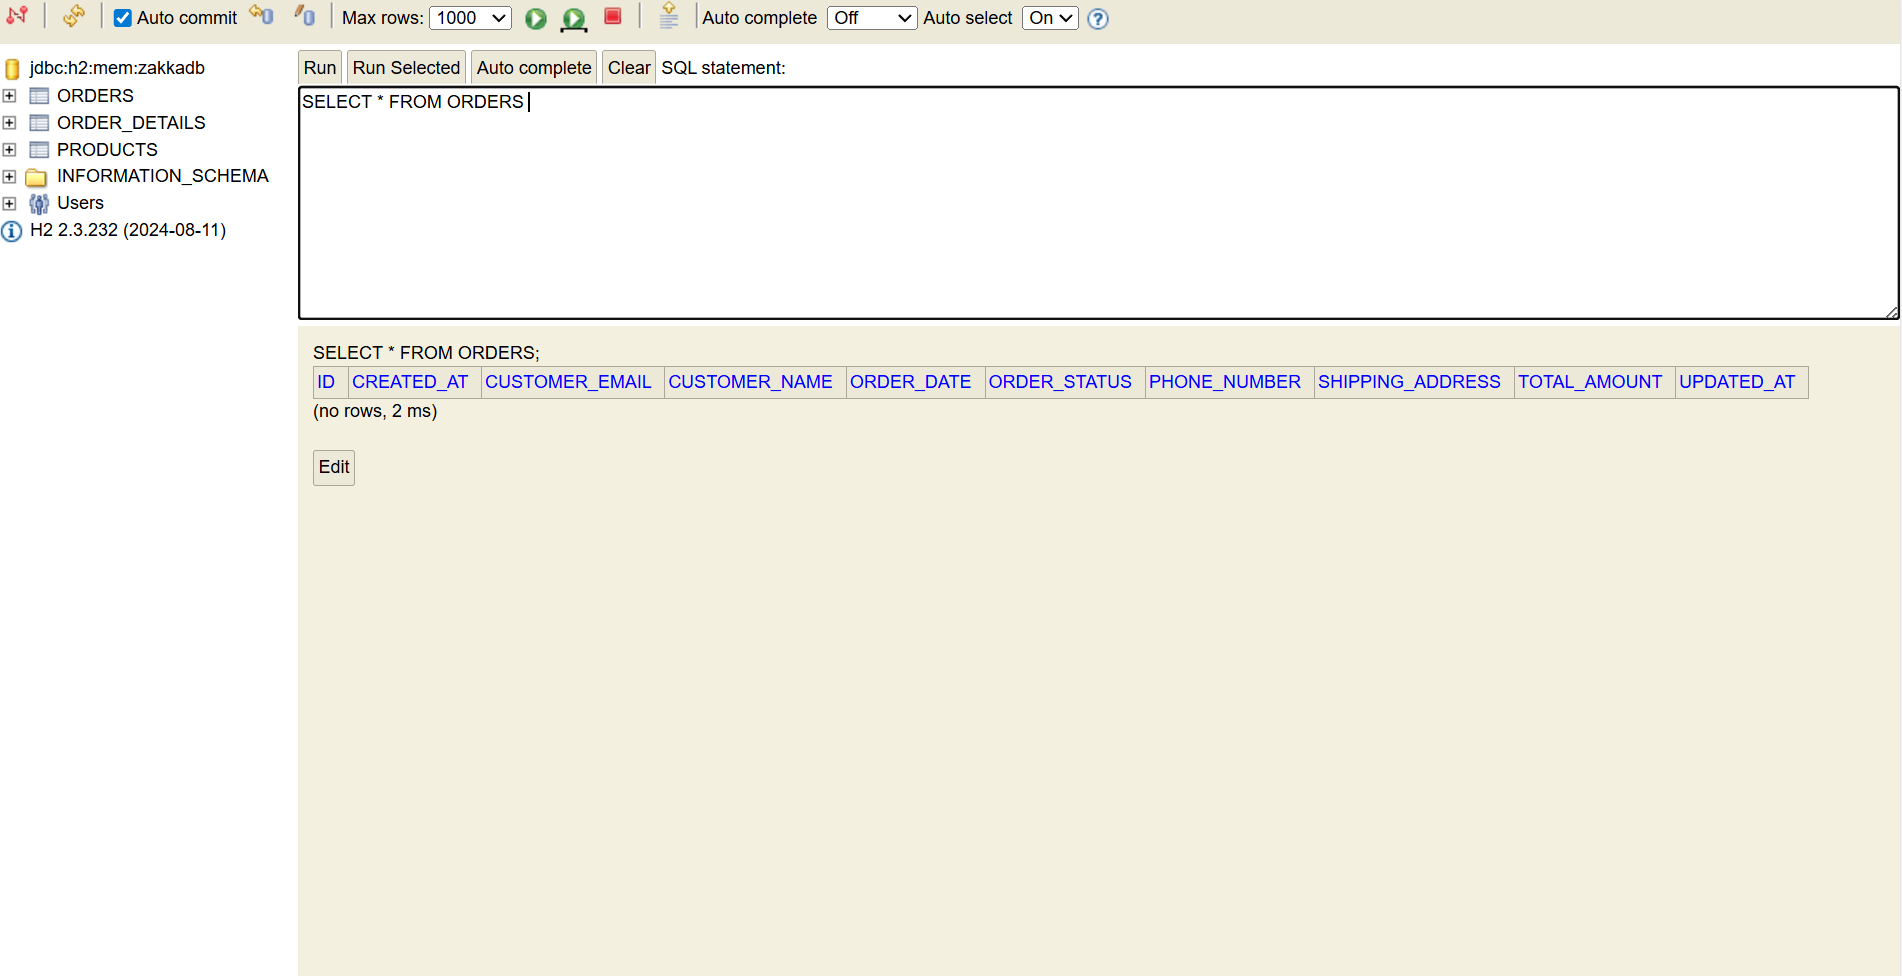 Auto commit Max rows: 1000 Auto complete Off Auto select On ?
jdbc:h2:mem:zakkadb
ORDERS
ORDER_DETAILS
PRODUCTS
INFORMATION_SCHEMA
Users
H2 2.3.232 (2024-08-11)
Run Run Selected Auto complete Clear SQL statement:
SELECT * FROM ORDERS
SELECT * FROM ORDERS;
ID CREATED_AT CUSTOMER_EMAIL CUSTOMER_NAME ORDER_DATE ORDER_STATUS PHONE_NUMBER SHIPPING_ADDRESS TOTAL_AMOUNT UPDATED_AT
(no rows, 2 ms)
Edit